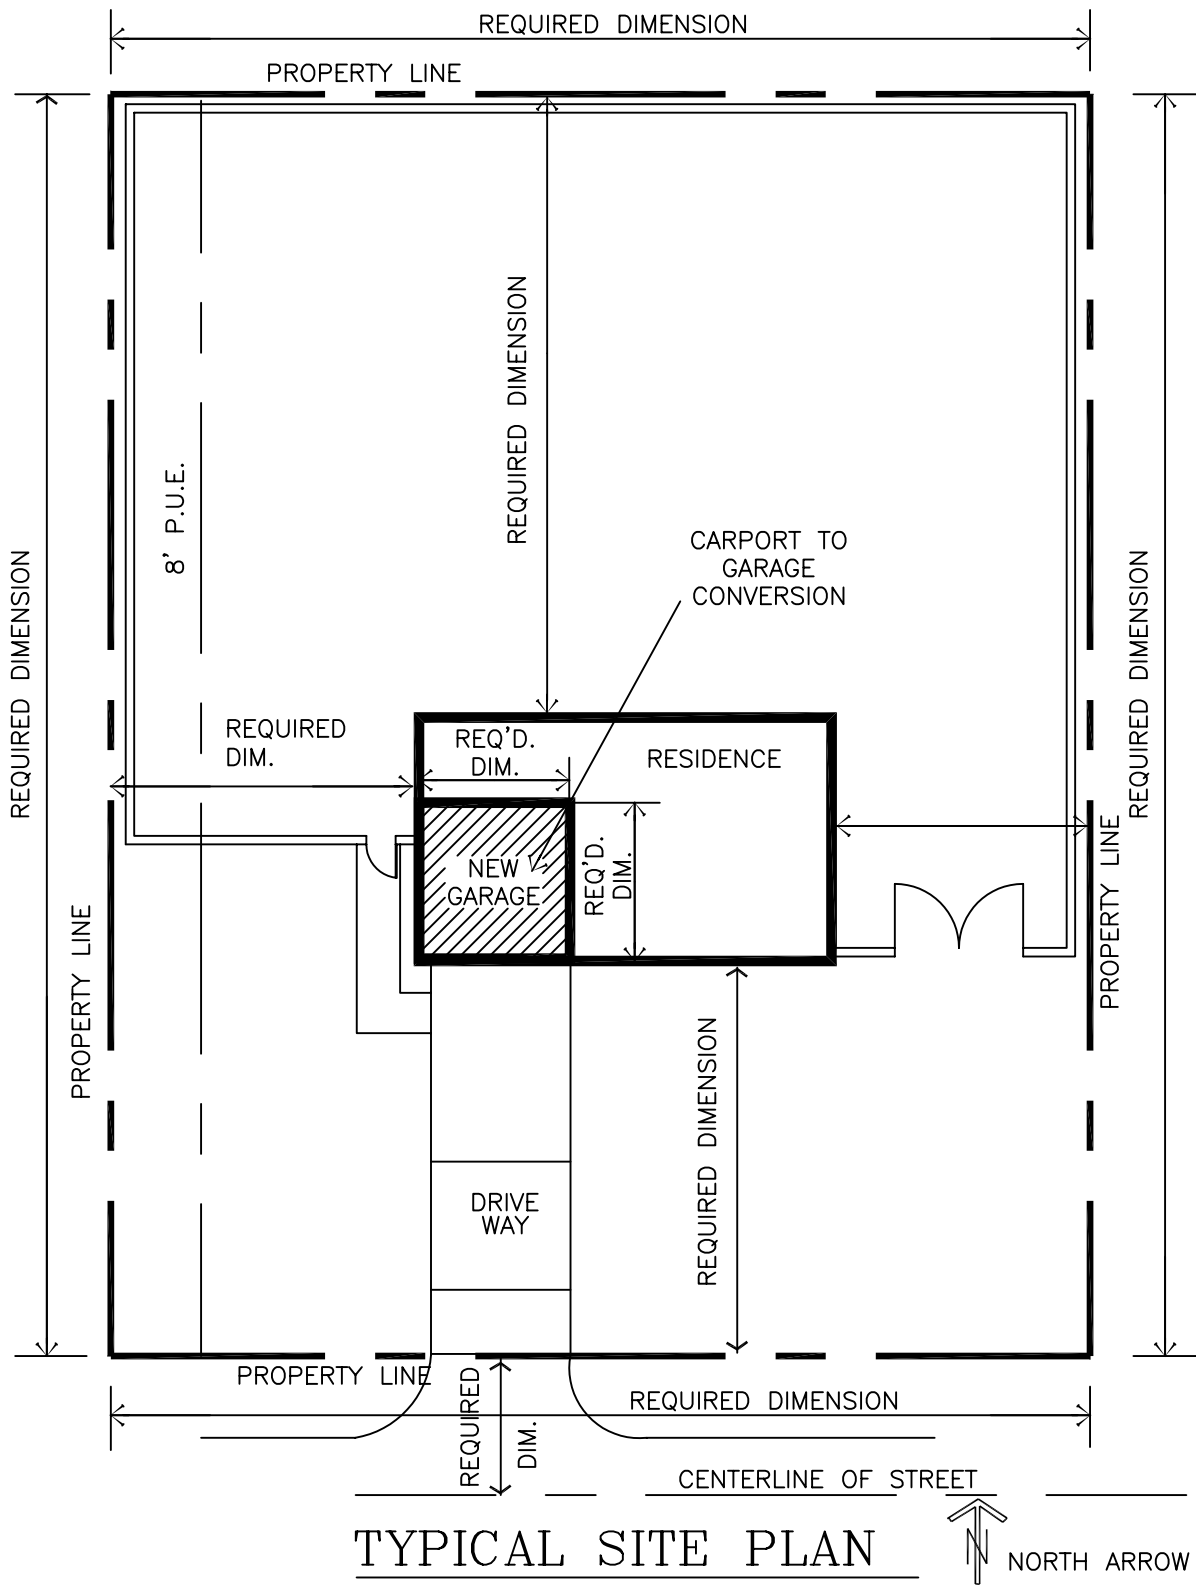 REQUIRED DIMENSION
PROPERTY LINE
REQUIRED DIMENSION
8' P.U.E.
CARPORT TO
GARAGE
CONVERSION
REQUIRED DIMENSION
REQUIRED DIMENSION
REQUIRED
DIM.
REQ'D.
DIM.
RESIDENCE
NEW
GARAGE
REQ'D.
DIM.
PROPERTY LINE
PROPERTY LINE
REQUIRED DIMENSION
DRIVE
WAY
PROPERTY LINE
REQUIRED
DIM.
REQUIRED DIMENSION
CENTERLINE OF STREET
TYPICAL SITE PLAN
N
NORTH ARROW